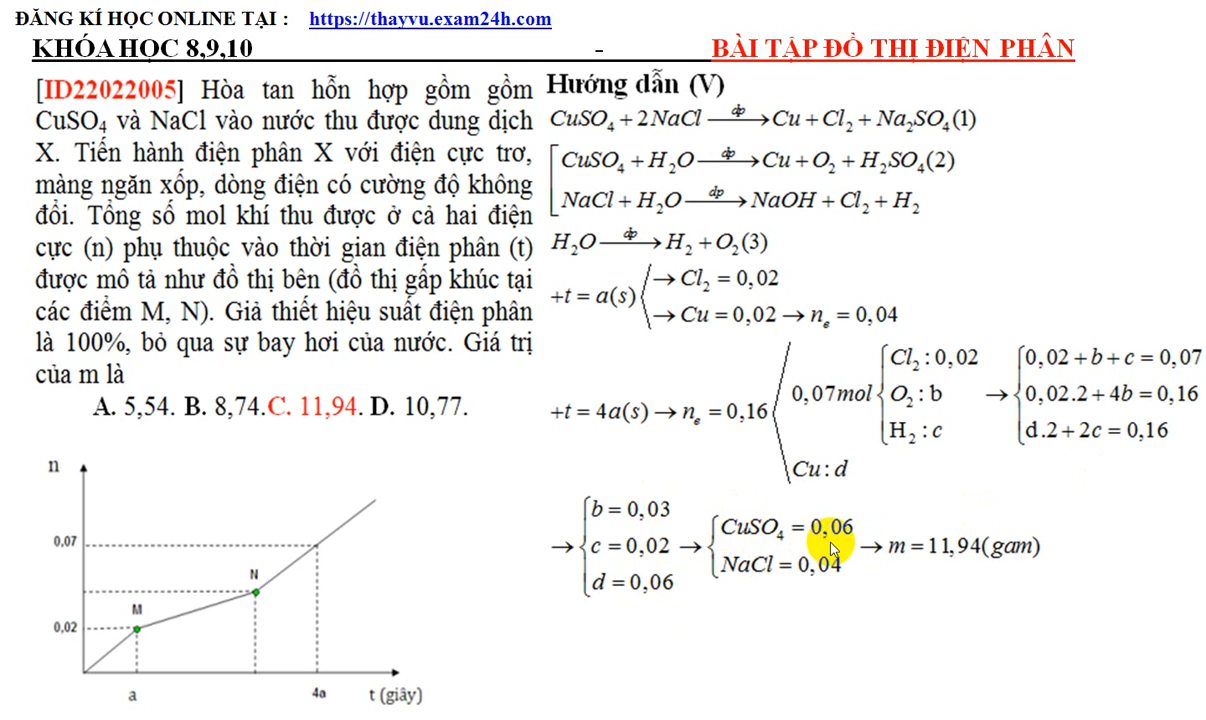 ĐĂNG KÍ HỌC ONLINE TẠI : https://thayvu.exam24h.com
KHÓA HỌC 8,9,10 - BÀI TẬP ĐỒ THỊ ĐIỆN PHÂN
[ID22022005] Hòa tan hỗn hợp gồm gồm
CuSO₄ và NaCl vào nước thu được dung dịch
X. Tiến hành điện phân X với điện cực trơ,
màng ngăn xốp, dòng điện có cường độ không
đổi. Tổng số mol khí thu được ở cả hai điện
cực (n) phụ thuộc vào thời gian điện phân (t)
được mô tả như đồ thị bên (đồ thị gấp khúc tại
các điểm M, N). Giả thiết hiệu suất điện phân
là 100%, bỏ qua sự bay hơi của nước. Giá trị
của m là
A. 5,54. B. 8,74. C. 11,94. D. 10,77.
n
0,07
N
M
0,02
a 4a t (giây)
Hướng dẫn (V)
CuSO₄ + 2NaCl —đp→ Cu + Cl₂ + Na₂SO₄(1)
[ CuSO₄ + H₂O —đp→ Cu + O₂ + H₂SO₄(2)
NaCl + H₂O —dp→ NaOH + Cl₂ + H₂
H₂O —đp→ H₂ + O₂(3)
+t = a(s) → Cl₂ = 0,02
→ Cu = 0,02 → nₑ = 0,04
+t = 4a(s) → nₑ = 0,16 0,07mol { Cl₂ : 0,02 → { 0,02 + b + c = 0,07
O₂ : b 0,02.2 + 4b = 0,16
H₂ : c d.2 + 2c = 0,16
Cu : d
→ { b = 0,03 → { CuSO₄ = 0,06 → m = 11,94(gam)
c = 0,02 NaCl = 0,04
d = 0,06